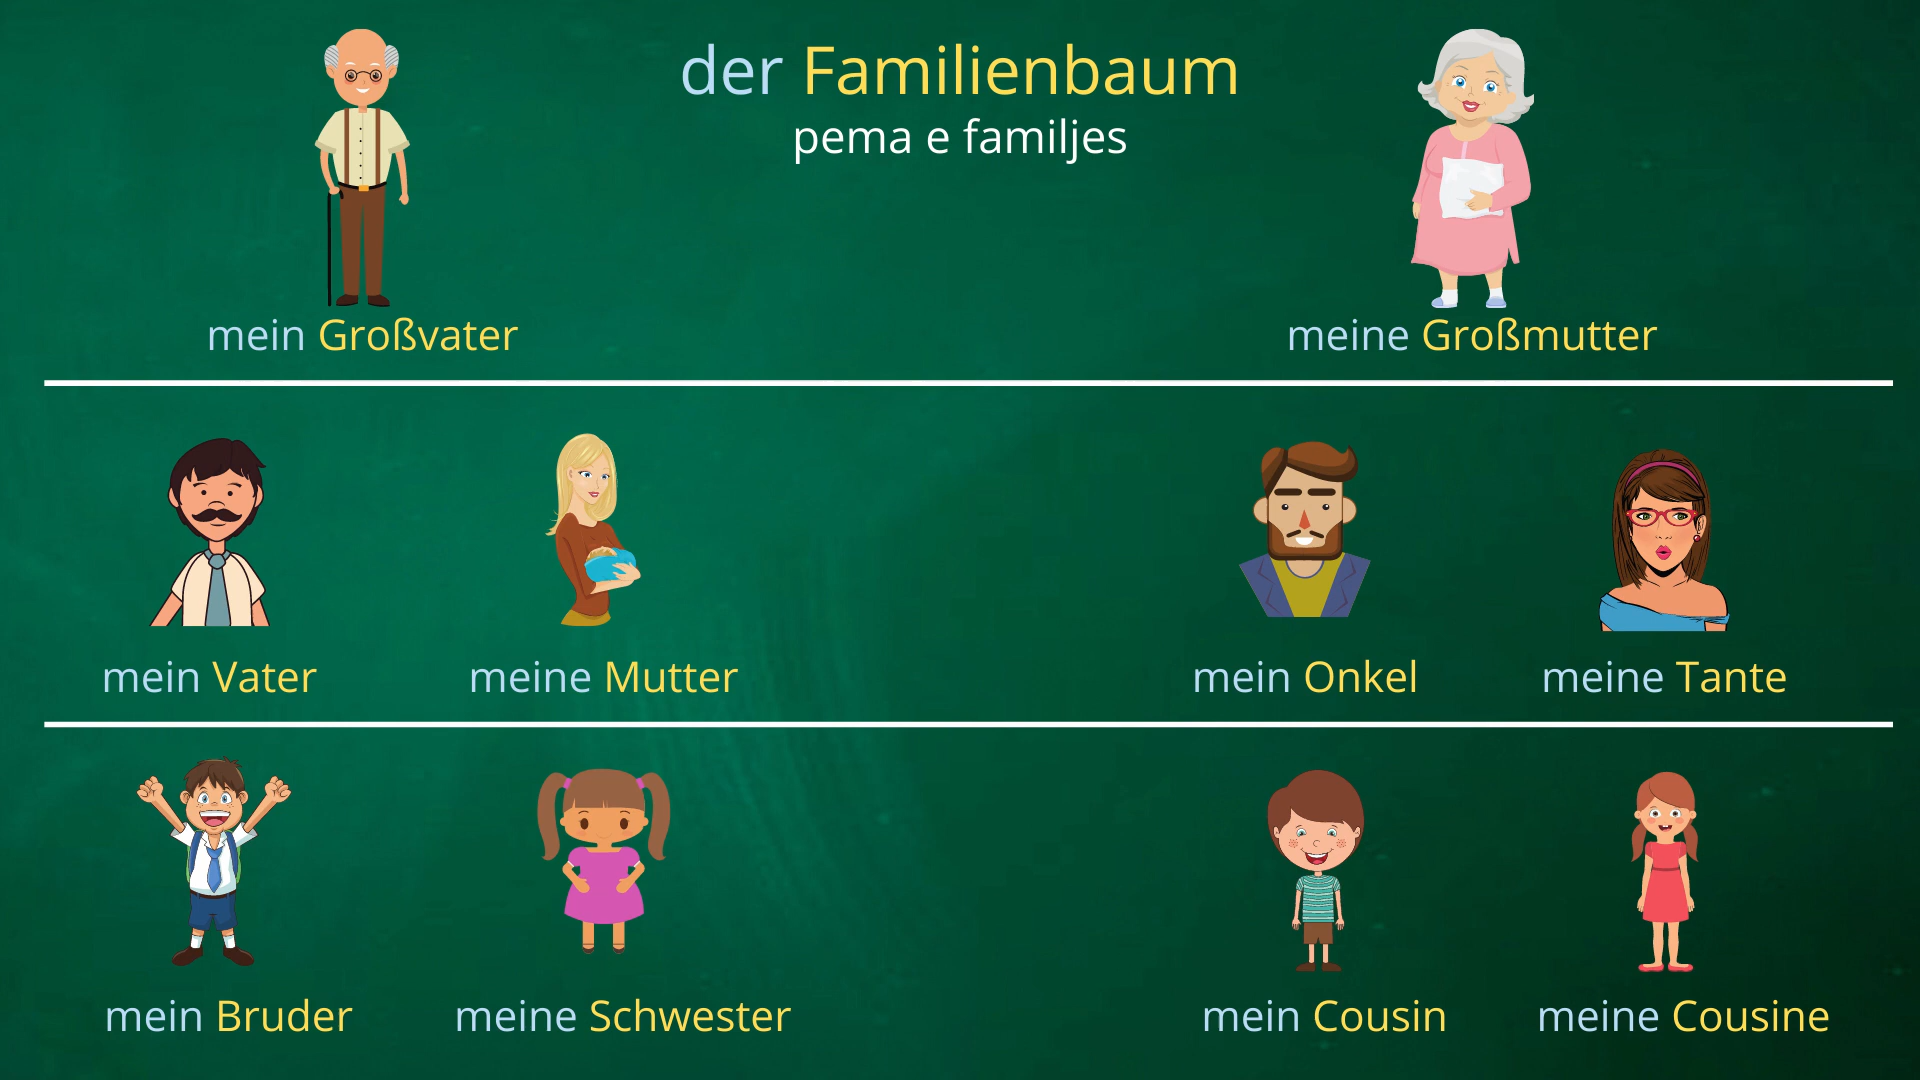 der Familienbaum
pema e familjes
mein Großvater
meine Großmutter
mein Vater
meine Mutter
mein Onkel
meine Tante
mein Bruder
meine Schwester
mein Cousin
meine Cousine